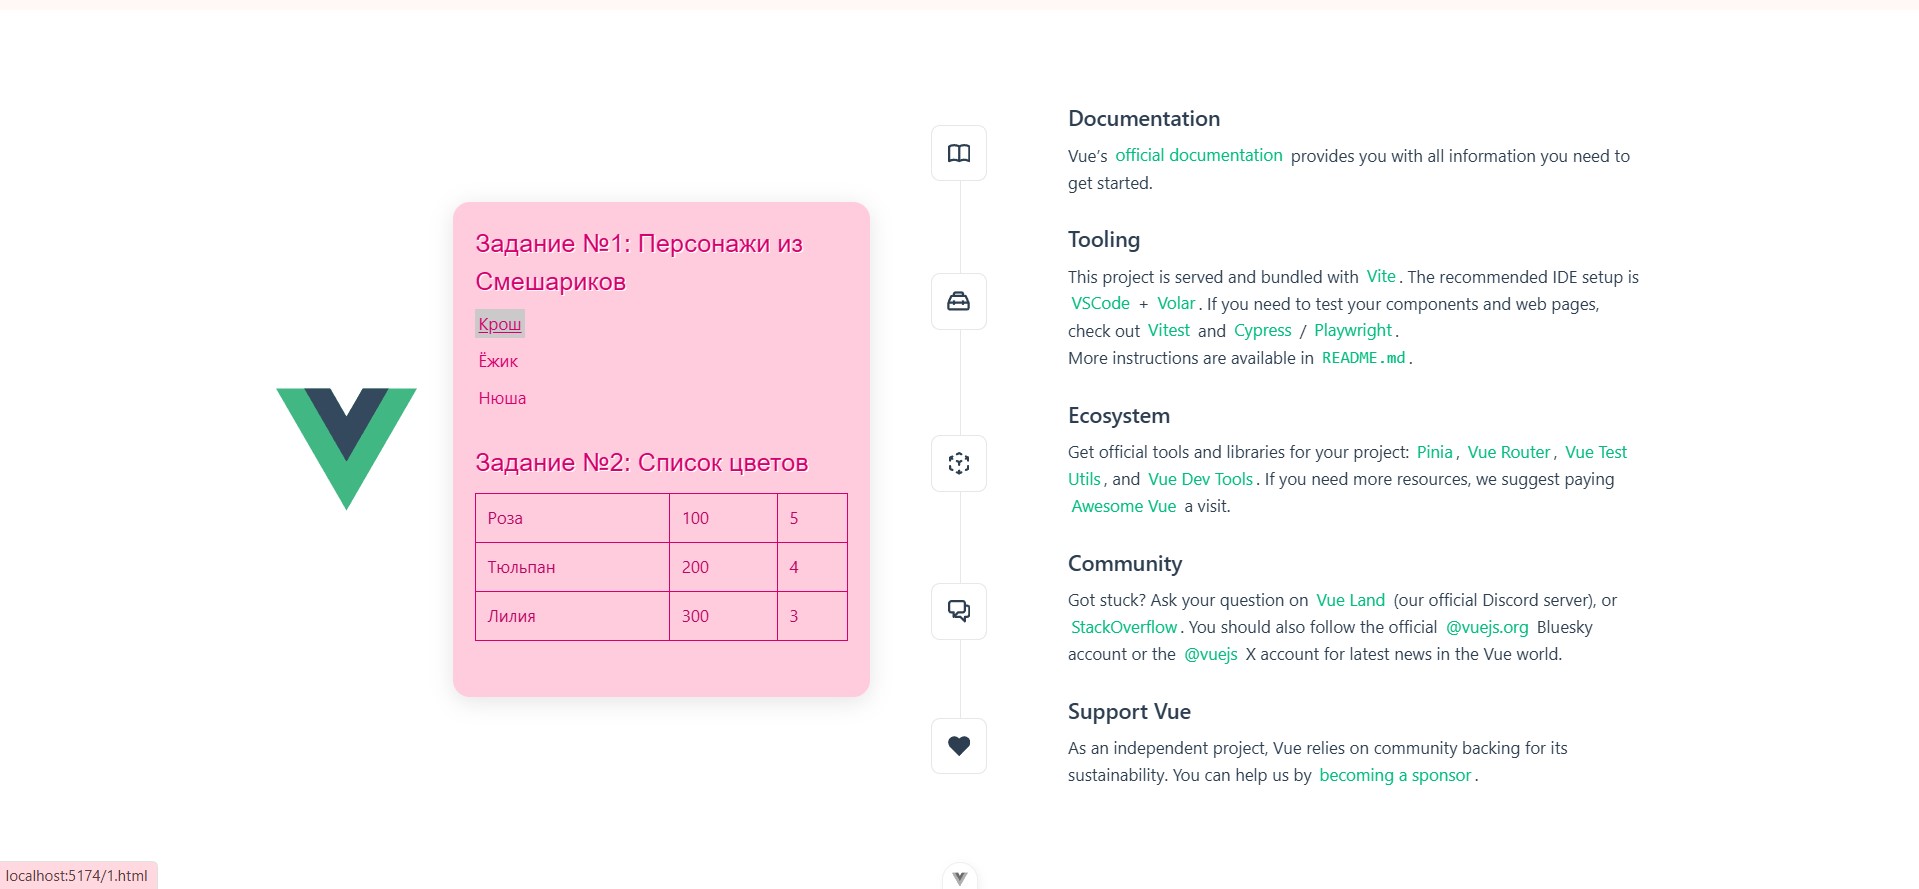 Задание №1: Персонажи из
Смешариков
Крош
Ёжик
Нюша
Задание №2: Список цветов
Роза 100 5
Тюльпан 200 4
Лилия 300 3
Documentation
Vue’s official documentation provides you with all information you need to
get started.
Tooling
This project is served and bundled with Vite. The recommended IDE setup is
VSCode + Volar. If you need to test your components and web pages,
check out Vitest and Cypress / Playwright.
More instructions are available in README.md.
Ecosystem
Get official tools and libraries for your project: Pinia, Vue Router, Vue Test
Utils, and Vue Dev Tools. If you need more resources, we suggest paying
Awesome Vue a visit.
Community
Got stuck? Ask your question on Vue Land (our official Discord server), or
StackOverflow. You should also follow the official @vuejs.org Bluesky
account or the @vuejs X account for latest news in the Vue world.
Support Vue
As an independent project, Vue relies on community backing for its
sustainability. You can help us by becoming a sponsor.
localhost:5174/1.html